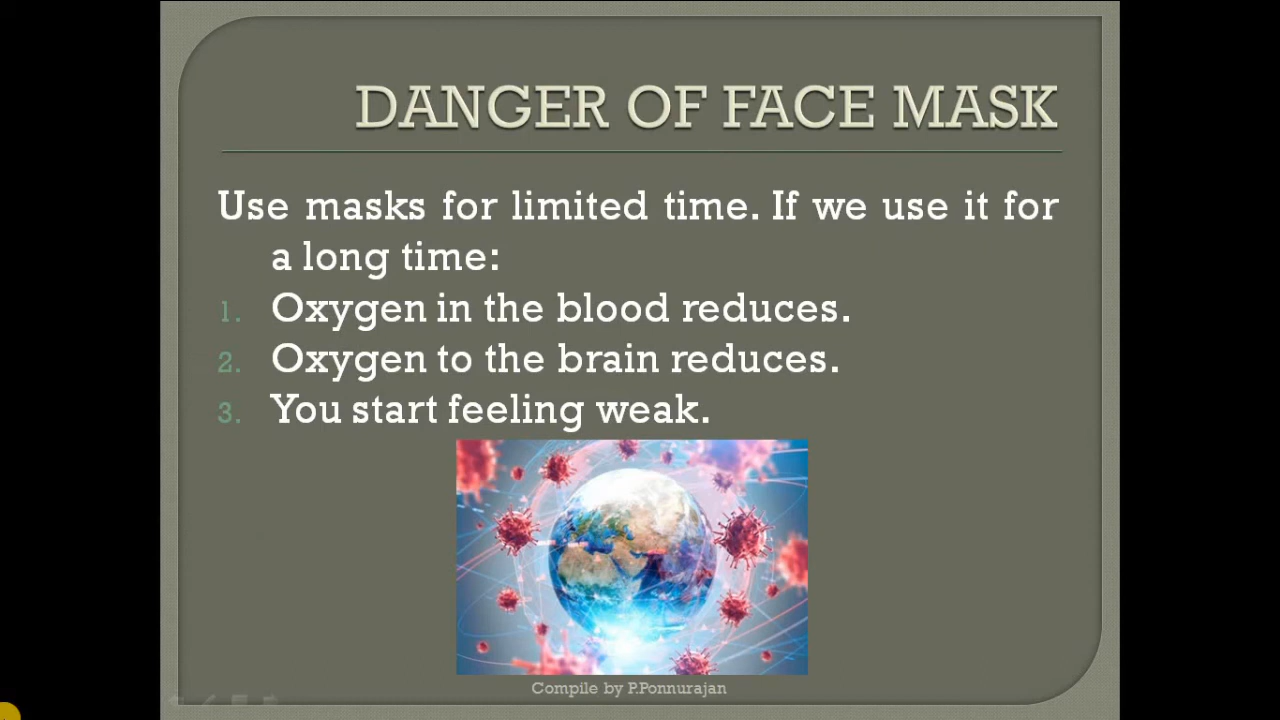 DANGER OF FACE MASK
Use masks for limited time. If we use it for
a long time:
1. Oxygen in the blood reduces.
2. Oxygen to the brain reduces.
3. You start feeling weak.
Compile by P.Ponnurajan